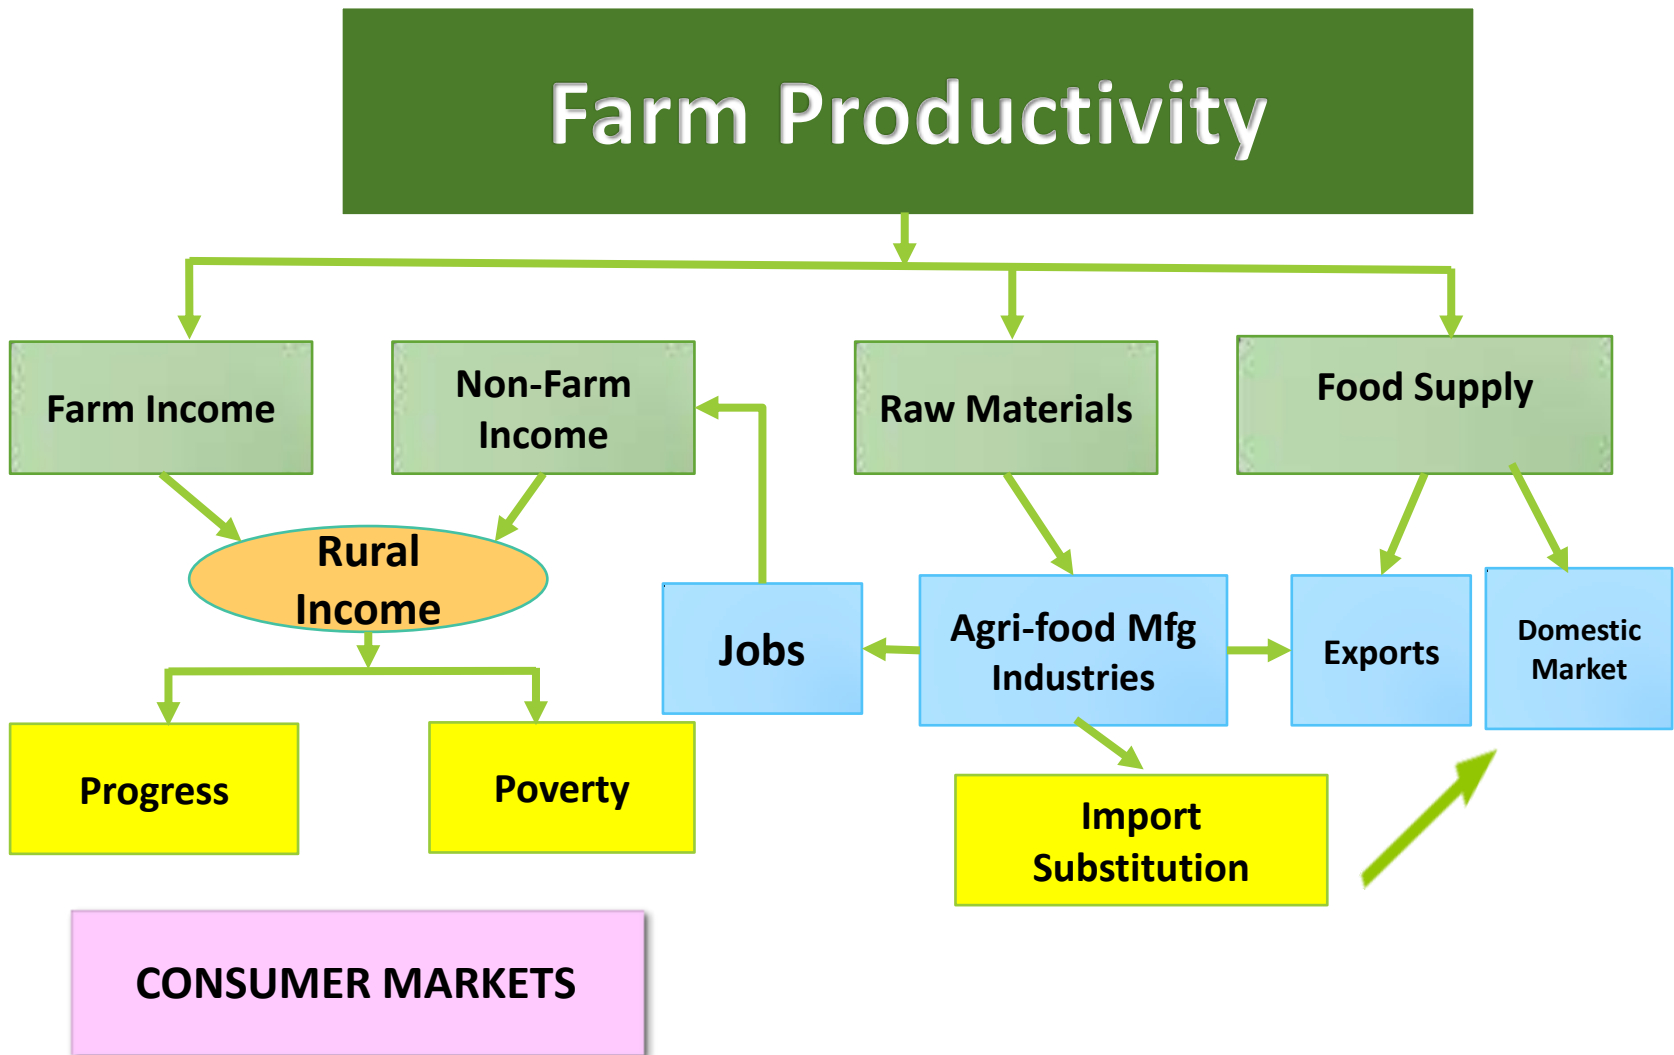 Farm Productivity
Farm Income
Non-Farm
Income
Raw Materials
Food Supply
Rural
Income
Jobs
Agri-food Mfg
Industries
Exports
Domestic
Market
Progress
Poverty
Import
Substitution
CONSUMER MARKETS